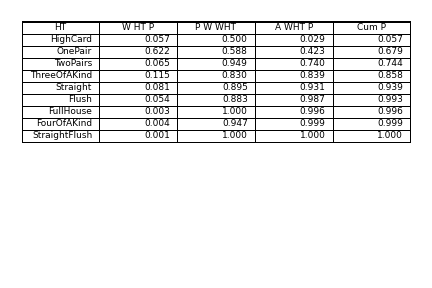 HT W HT P P W WHT A WHT P Cum P
HighCard 0.057 0.500 0.029 0.057
OnePair 0.622 0.588 0.423 0.679
TwoPairs 0.065 0.949 0.740 0.744
ThreeOfAKind 0.115 0.830 0.839 0.858
Straight 0.081 0.895 0.931 0.939
Flush 0.054 0.883 0.987 0.993
FullHouse 0.003 1.000 0.996 0.996
FourOfAKind 0.004 0.947 0.999 0.999
StraightFlush 0.001 1.000 1.000 1.000